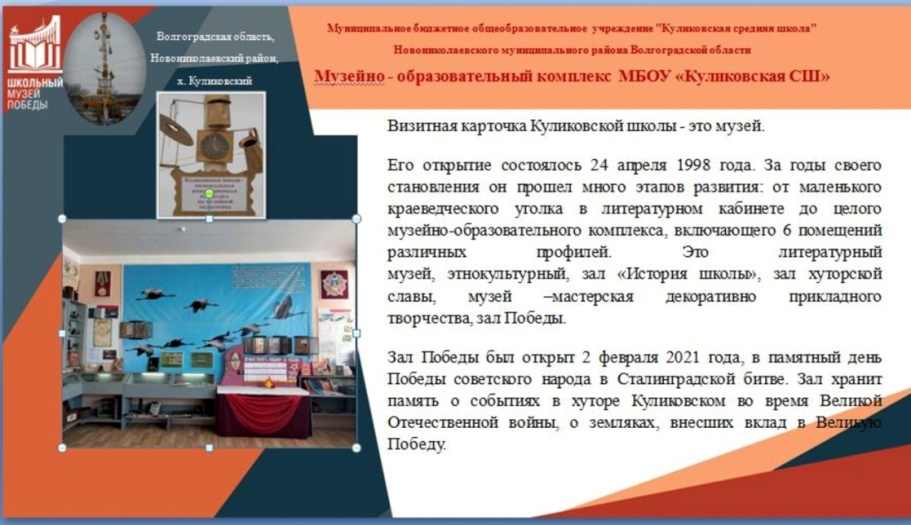 ШКОЛЬНЫЙ
МУЗЕЙ
ПОБЕДЫ
Волгоградская область,
Новониколаевский район,
х. Куликовский
Муниципальное бюджетное общеобразовательное учреждение "Куликовская средняя школа"
Новониколаевского муниципального района Волгоградской области
Музейно - образовательный комплекс МБОУ «Куликовская СШ»
Визитная карточка Куликовской школы - это музей.
Его открытие состоялось 24 апреля 1998 года. За годы своего
становления он прошел много этапов развития: от маленького
краеведческого уголка в литературном кабинете до целого
музейно-образовательного комплекса, включающего 6 помещений
различных профилей. Это литературный
музей, этнокультурный, зал «История школы», зал хуторской
славы, музей –мастерская декоративно прикладного
творчества, зал Победы.
Зал Победы был открыт 2 февраля 2021 года, в памятный день
Победы советского народа в Сталинградской битве. Зал хранит
память о событиях в хуторе Куликовском во время Великой
Отечественной войны, о земляках, внесших вклад в Великую
Победу.